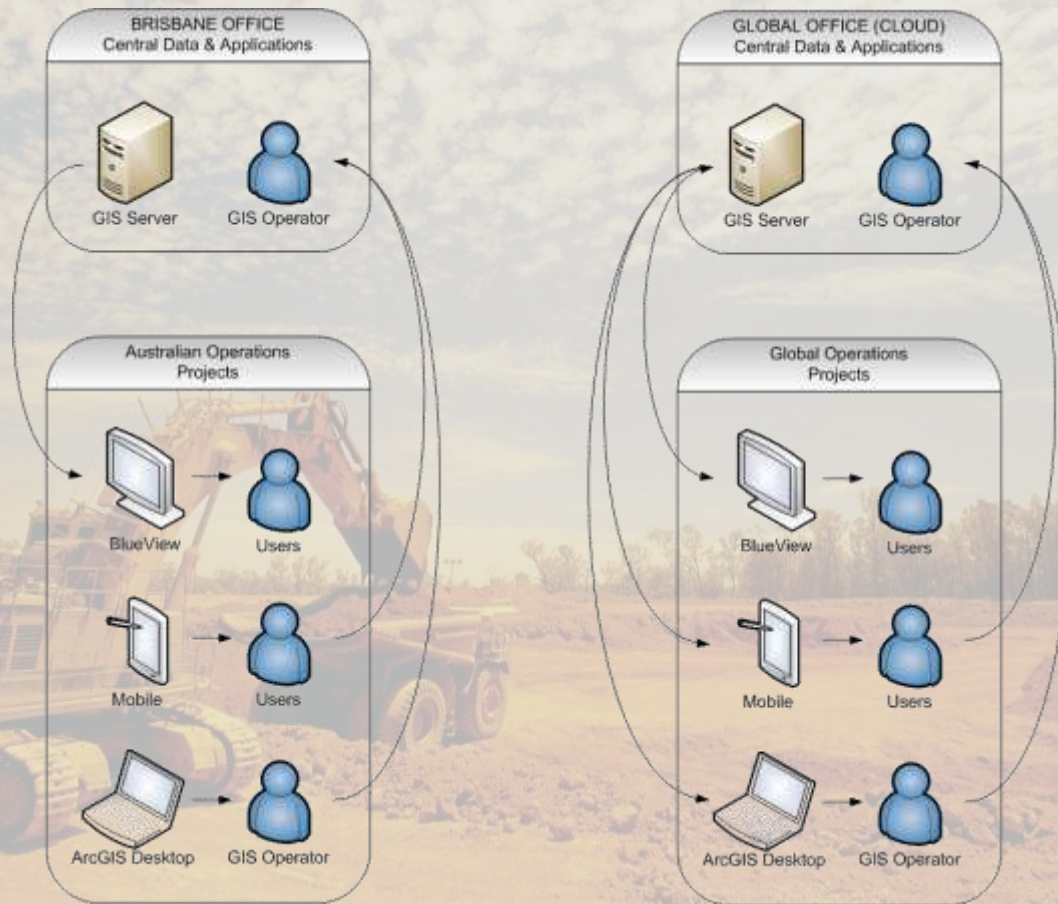 BRISBANE OFFICE
Central Data & Applications
GIS Server
GIS Operator
Australian Operations
Projects
BlueView
Users
Mobile
Users
ArcGIS Desktop
GIS Operator
GLOBAL OFFICE (CLOUD)
Central Data & Applications
GIS Server
GIS Operator
Global Operations
Projects
BlueView
Users
Mobile
Users
ArcGIS Desktop
GIS Operator